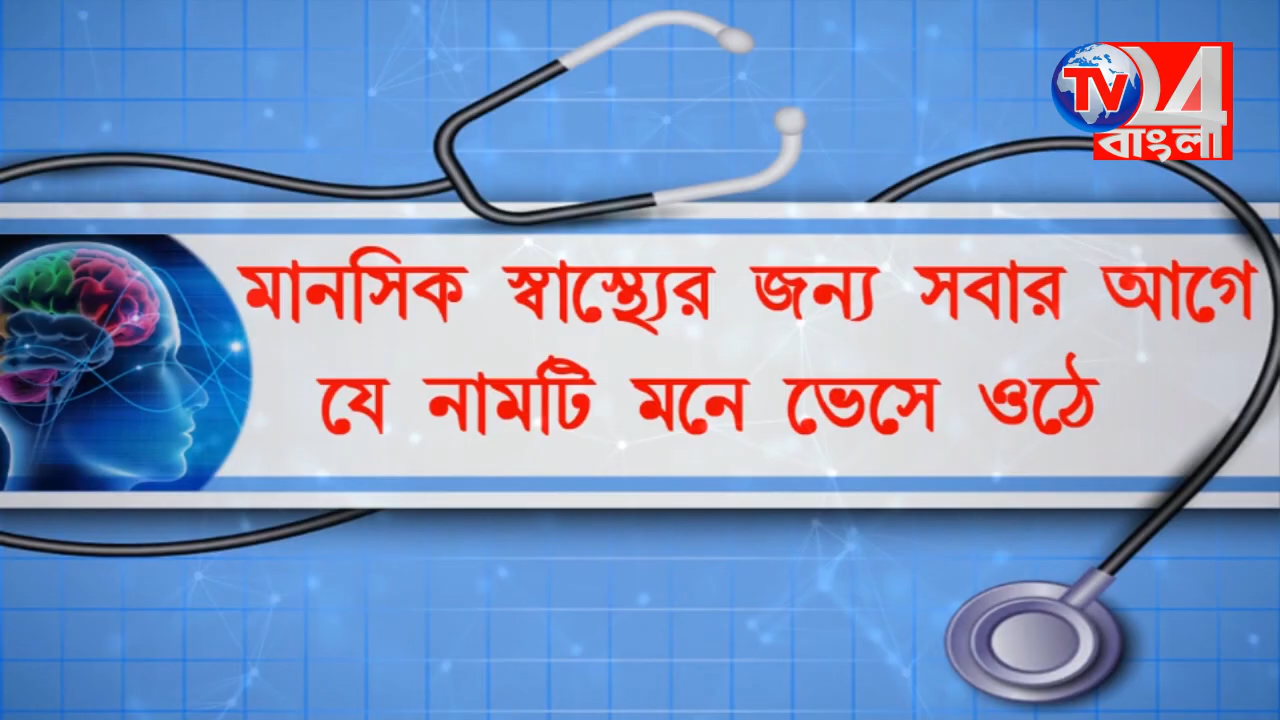 TV 24
বাংলা
মানসিক স্বাস্থ্যের জন্য সবার আগে
যে নামটি মনে ভেসে ওঠে